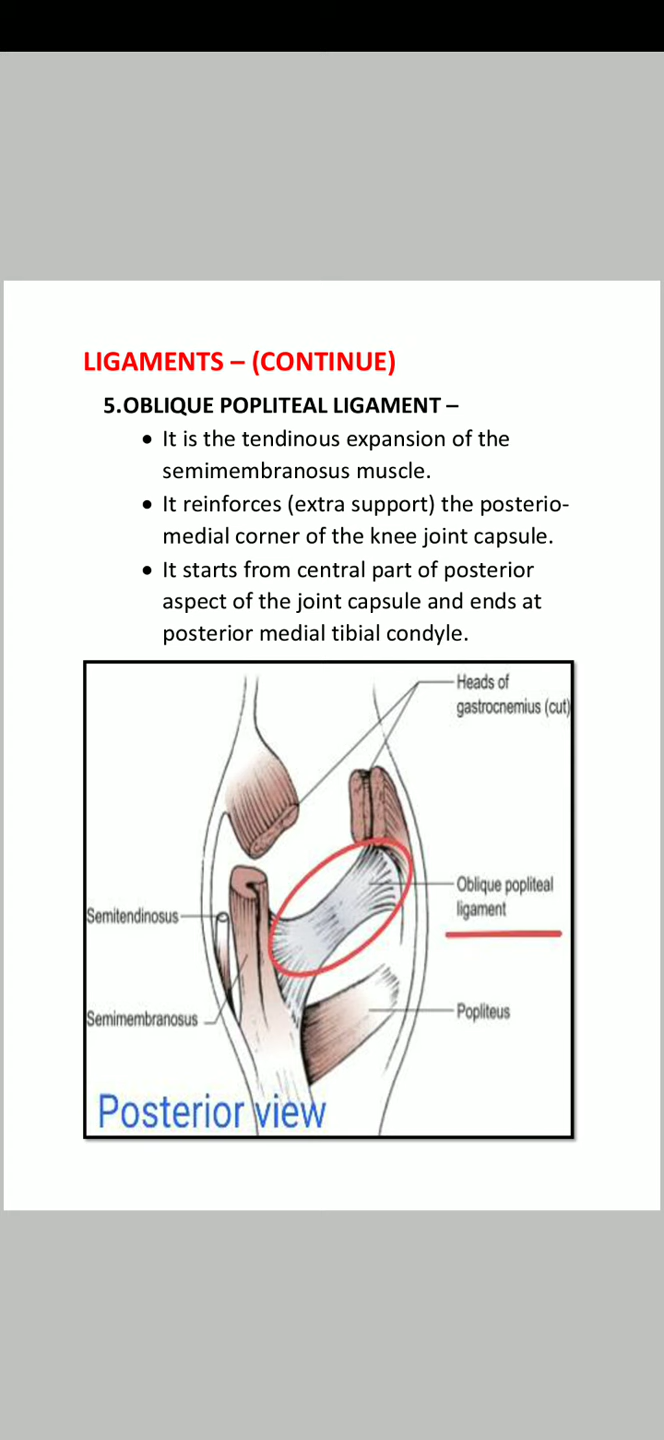 LIGAMENTS – (CONTINUE)
5.OBLIQUE POPLITEAL LIGAMENT –
• It is the tendinous expansion of the
semimembranosus muscle.
• It reinforces (extra support) the posterio-
medial corner of the knee joint capsule.
• It starts from central part of posterior
aspect of the joint capsule and ends at
posterior medial tibial condyle.
Heads of
gastrocnemius (cut)
Oblique popliteal
ligament
Semitendinosus
Semimembranosus
Popliteus
Posterior view